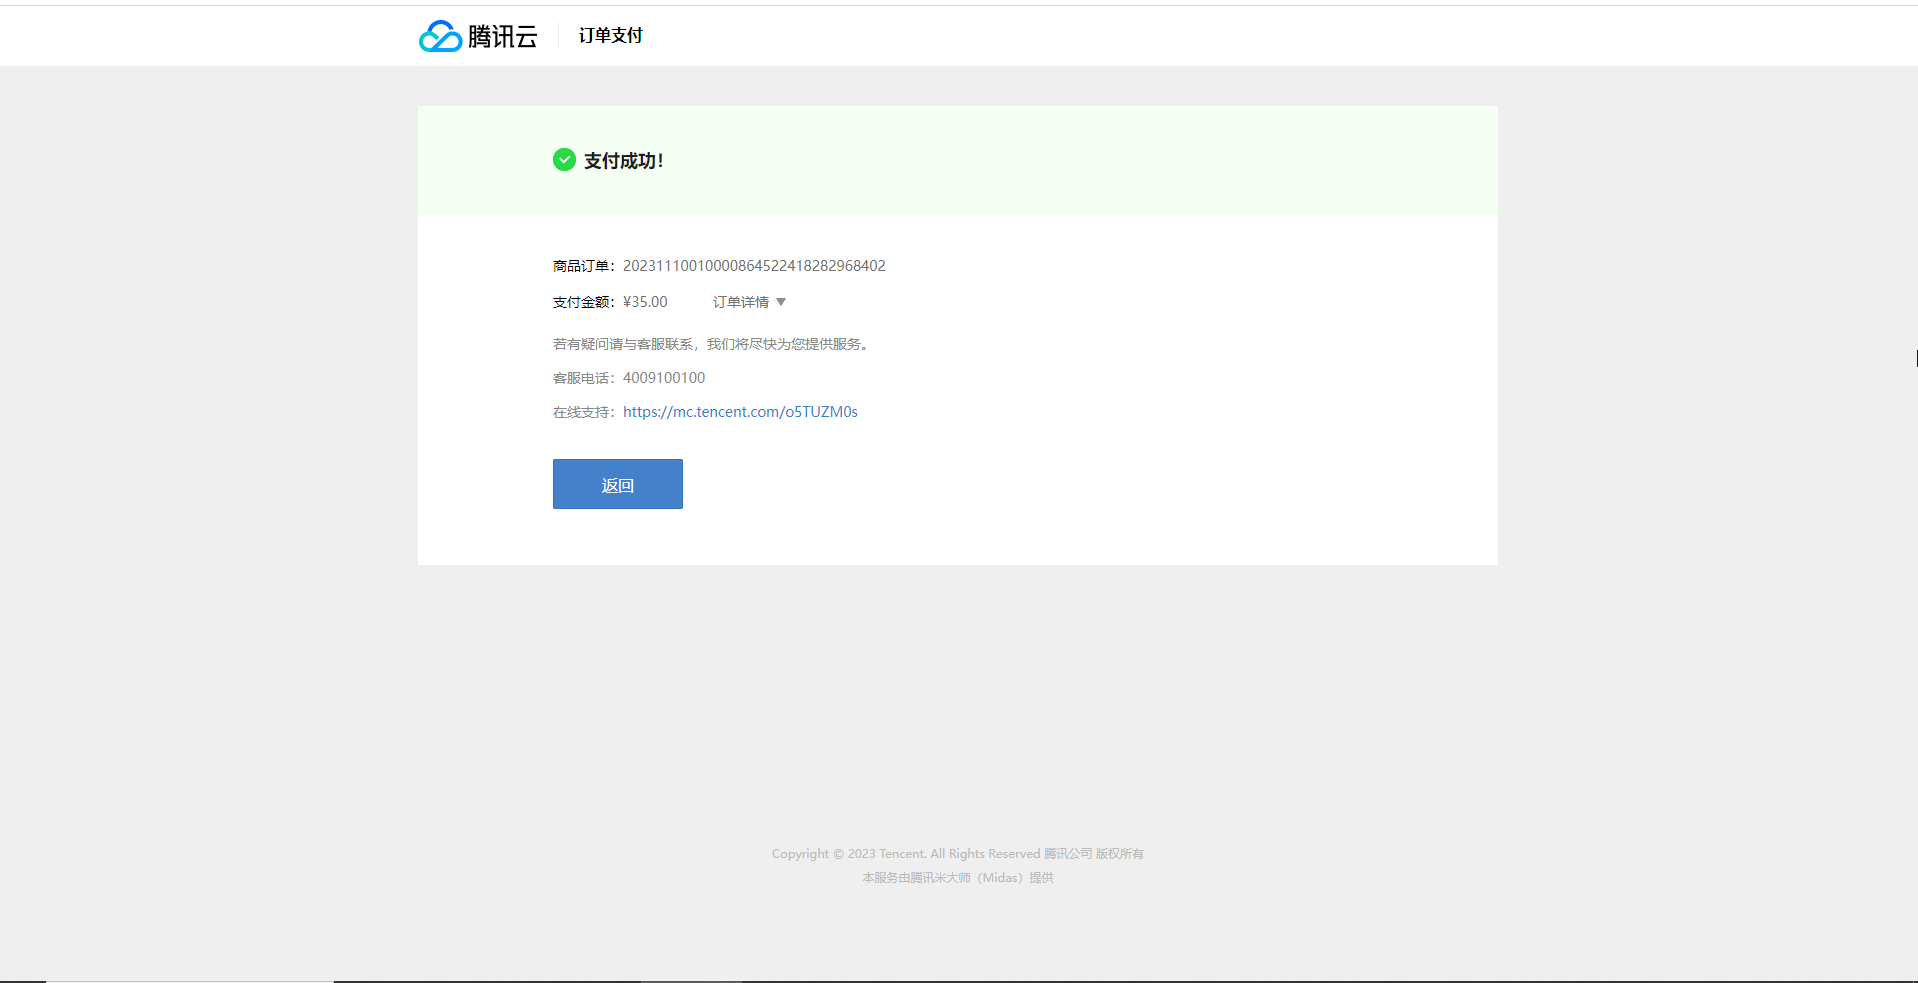 腾讯云 订单支付
支付成功！
商品订单：20231110010000864522418282968402
支付金额：¥35.00 订单详情 ▼
若有疑问请与客服联系，我们将尽快为您提供服务。
客服电话：4009100100
在线支持：https://mc.tencent.com/o5TUZM0s
返回
Copyright © 2023 Tencent. All Rights Reserved 腾讯公司 版权所有
本服务由腾讯米大师（Midas）提供